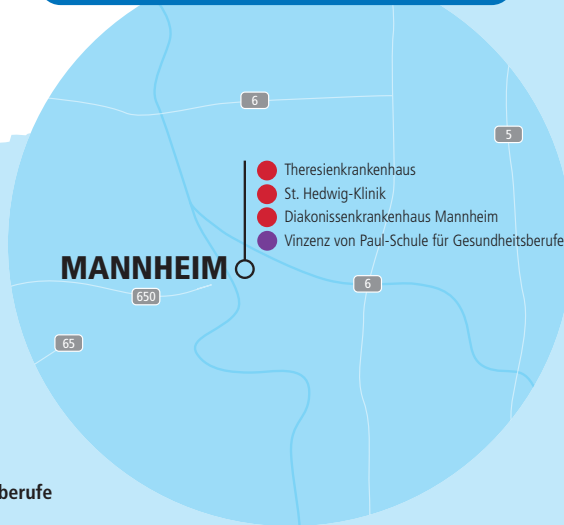 6
5
Theresienkrankenhaus
St. Hedwig-Klinik
Diakonissenkrankenhaus Mannheim
Vinzenz von Paul-Schule für Gesundheitsberufe
MANNHEIM
6
650
65
berufe